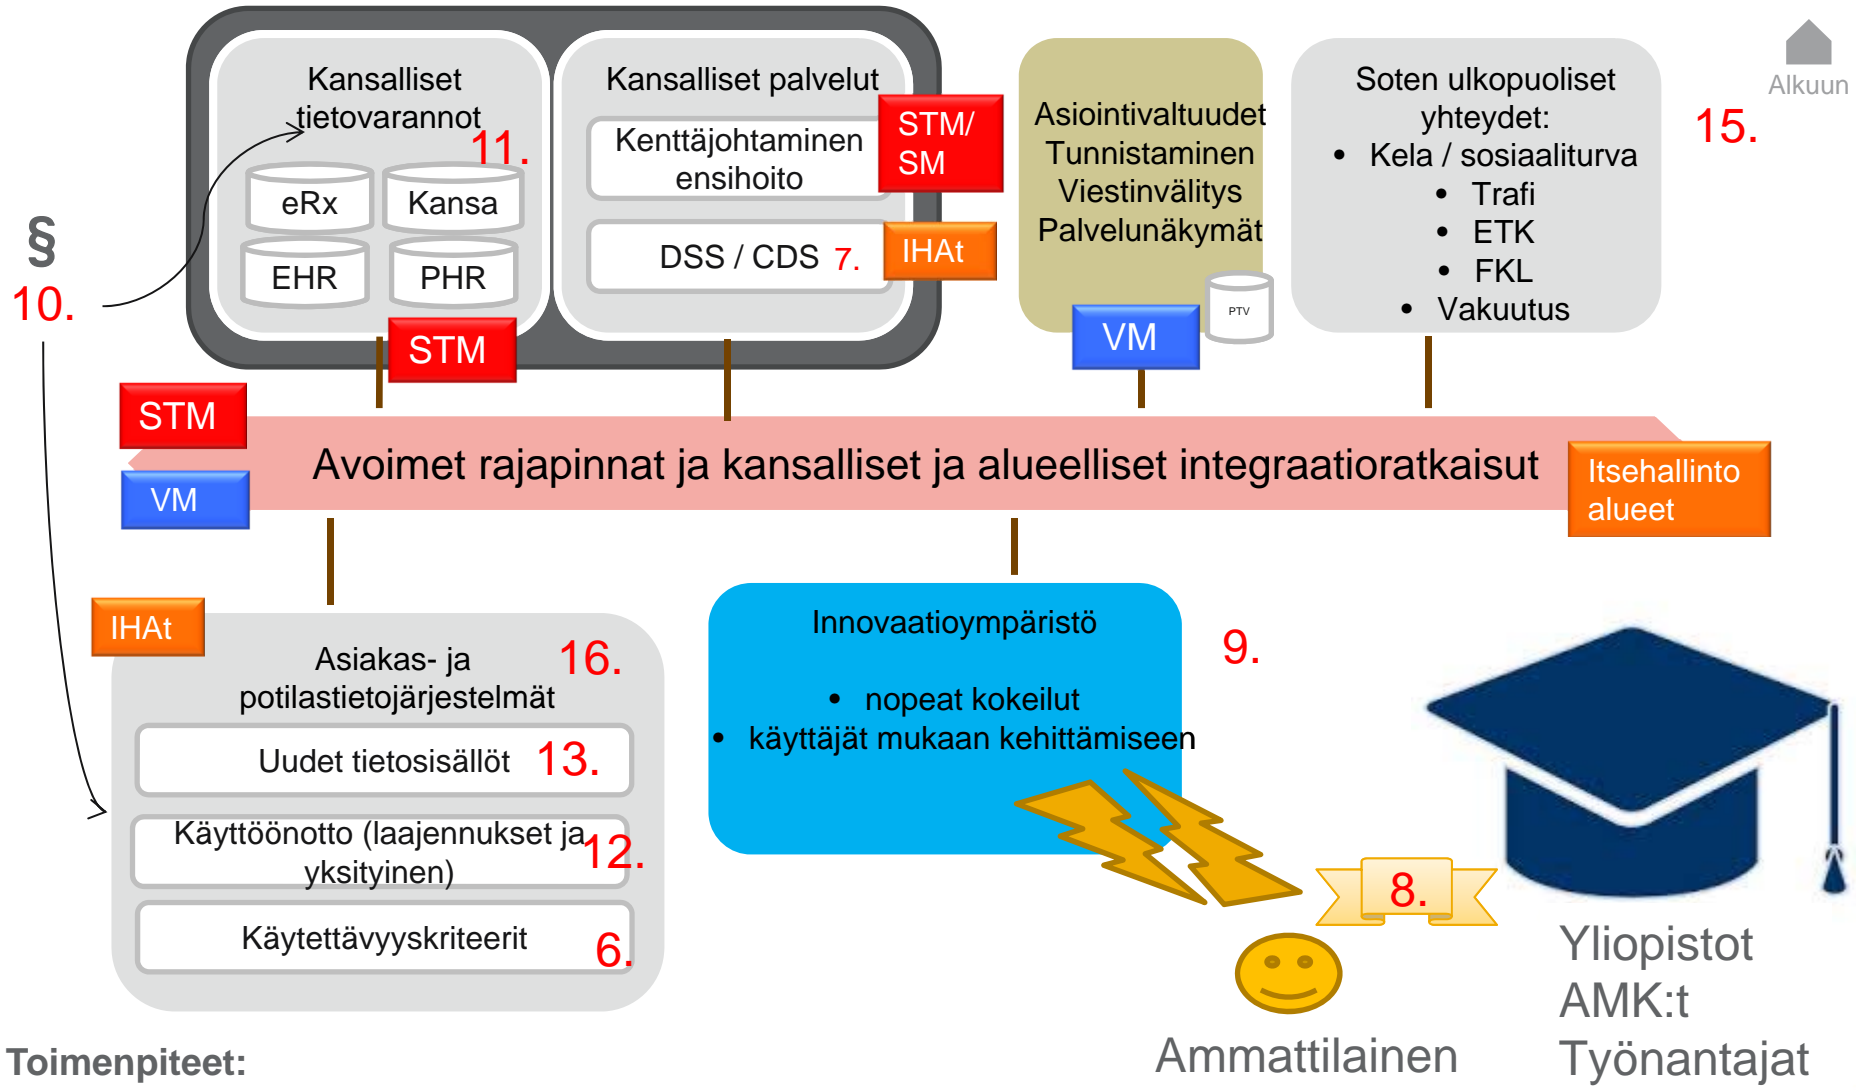 Kansalliset
tietovarannot
11.
eRx
Kansa
EHR
PHR
STM
Kansalliset palvelut
Kenttäjohtaminen
ensihoito
STM/
SM
DSS / CDS 7.
IHAt
Asiointivaltuudet
Tunnistaminen
Viestinvälitys
Palvelunäkymät
PTV
VM
Soten ulkopuoliset
yhteydet:
• Kela / sosiaaliturva
• Trafi
• ETK
• FKL
• Vakuutus
15.
Alkuun
§
10.
STM
VM
Avoimet rajapinnat ja kansalliset ja alueelliset integraatioratkaisut
Itsehallinto
alueet
IHAt
Asiakas- ja
potilastietojärjestelmät
16.
Uudet tietosisällöt 13.
Käyttöönotto (laajennukset ja
yksityinen)
12.
Käytettävyyskriteerit 6.
Innovaatioympäristö
• nopeat kokeilut
• käyttäjät mukaan kehittämiseen
9.
8.
Ammattilainen
Yliopistot
AMK:t
Työnantajat
Toimenpiteet: